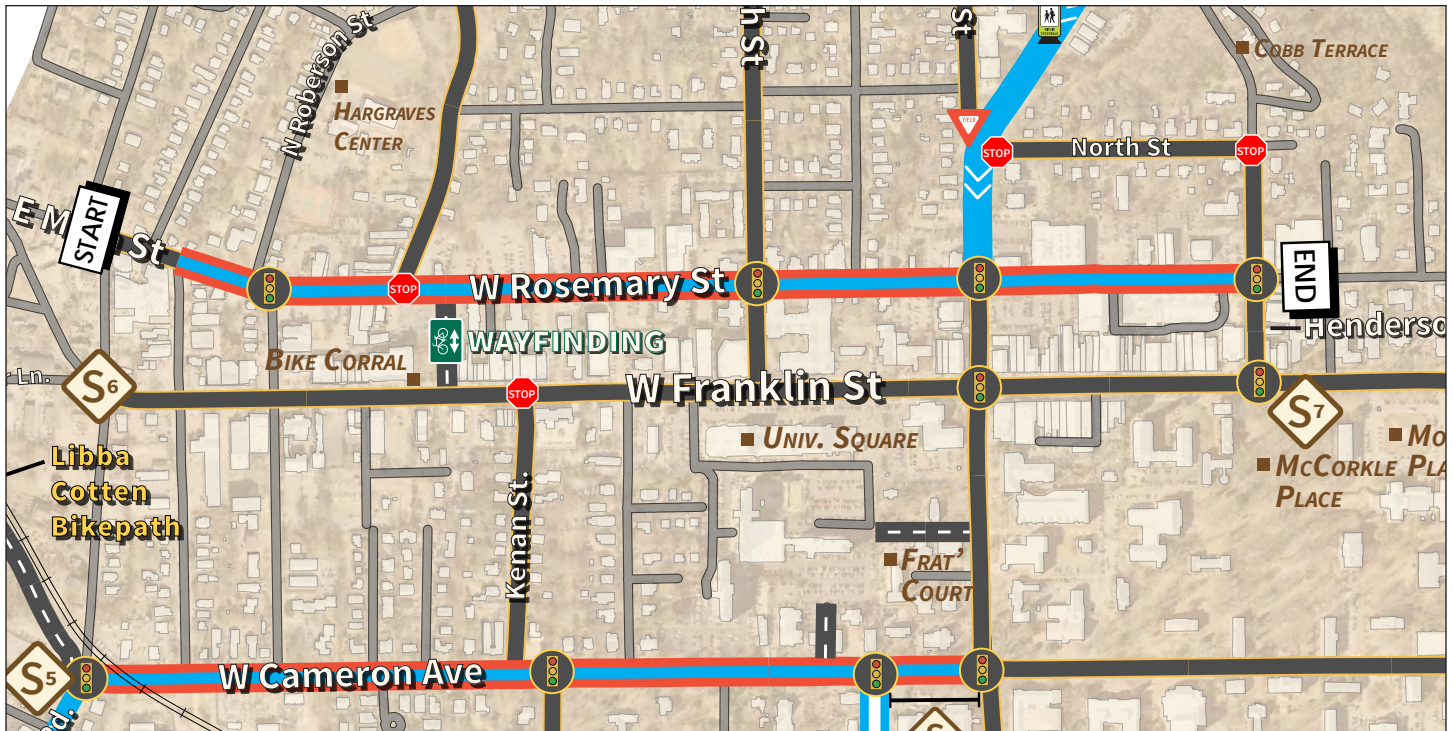 N Roberson St
h St
St
COBB TERRACE
HARGRAVES
CENTER
YIELD
STOP
North St
STOP
E M
START
St
STOP
W Rosemary St
END
Henderso
WAYFINDING
BIKE CORRAL
Ln.
S6
STOP
W Franklin St
S7
UNIV. SQUARE
MO
MCCORKLE PLA
PLACE
Libba
Cotten
Bikepath
Kenan St.
FRAT'
COURT
S5
W Cameron Ave
ed.
S